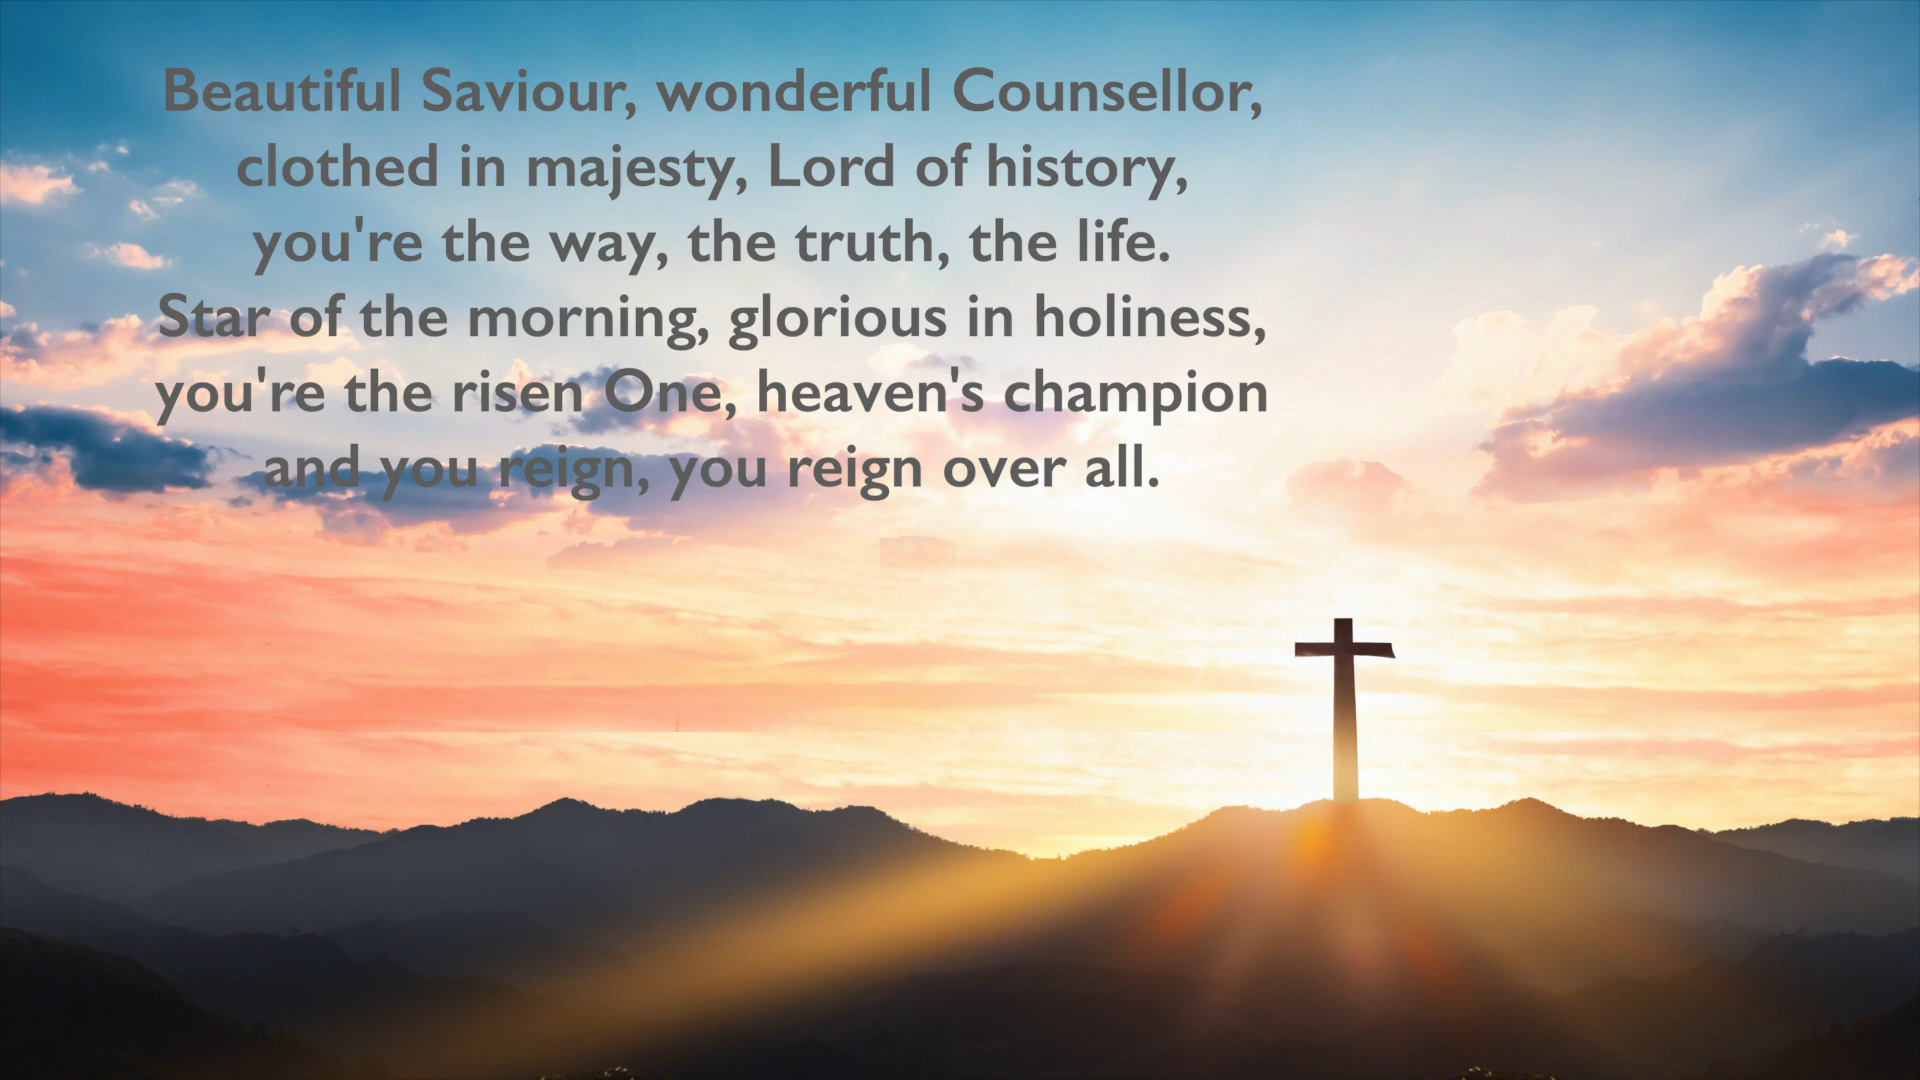 Beautiful Saviour, wonderful Counsellor,
clothed in majesty, Lord of history,
you're the way, the truth, the life.
Star of the morning, glorious in holiness,
you're the risen One, heaven's champion
and you reign, you reign over all.